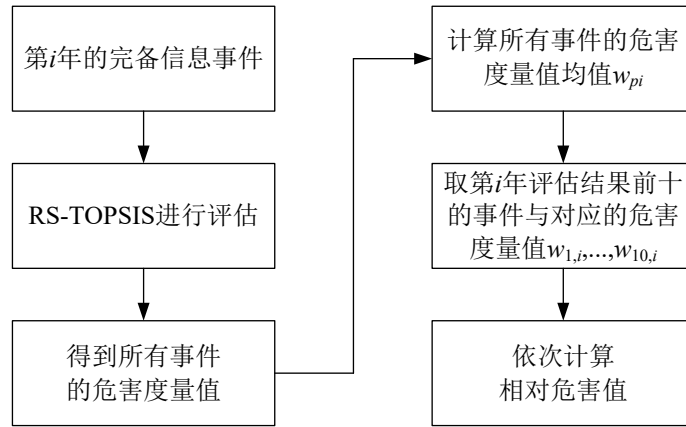 第i年的完备信息事件
RS-TOPSIS进行评估
得到所有事件
的危害度量值
计算所有事件的危害
度量值均值wpi
取第i年评估结果前十
的事件与对应的危害
度量值w1,i,...,w10,i
依次计算
相对危害值